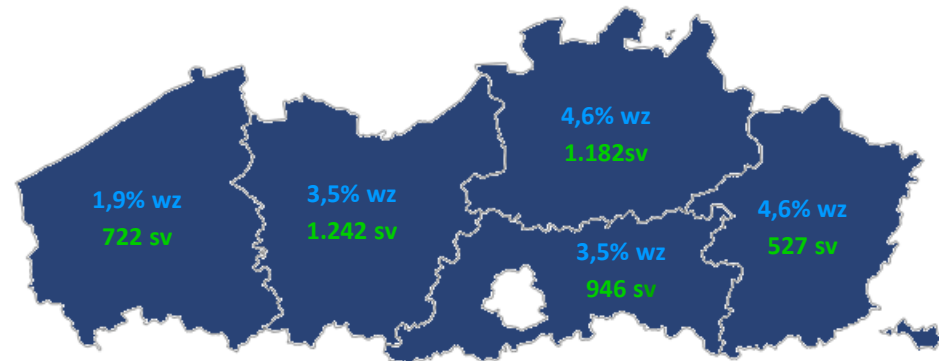 4,6% wz
1.182sv
1,9% wz
722 sv
3,5% wz
1.242 sv
4,6% wz
527 sv
3,5% wz
946 sv